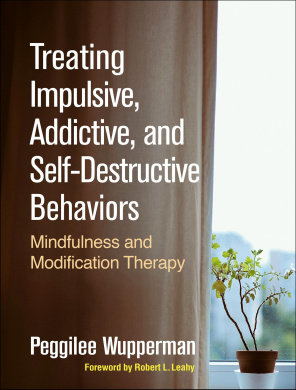 Treating
Impulsive,
Addictive, and
Self-Destructive
Behaviors
Mindfulness and
Modification Therapy
Peggilee Wupperman
Foreword by Robert L. Leahy